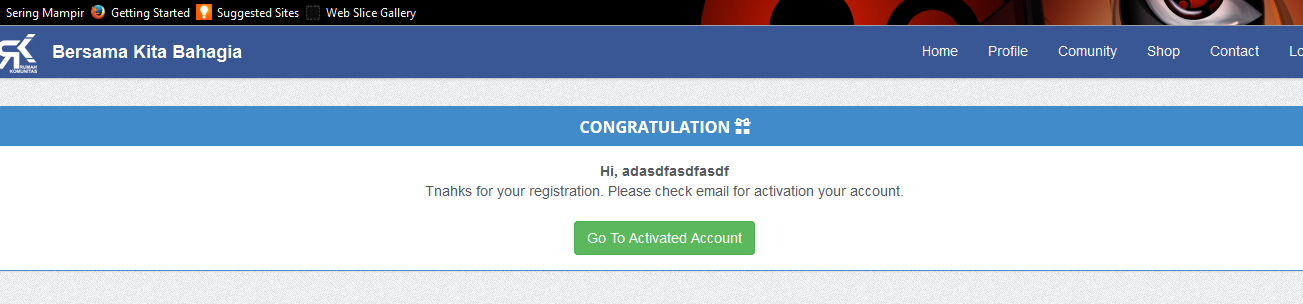 Sering Mampir Getting Started Suggested Sites Web Slice Gallery
RUMAH
KOMUNITAS
Bersama Kita Bahagia Home Profile Comunity Shop Contact Lo
CONGRATULATION
Hi, adasdfasdfasdf
Tnahks for your registration. Please check email for activation your account.
Go To Activated Account